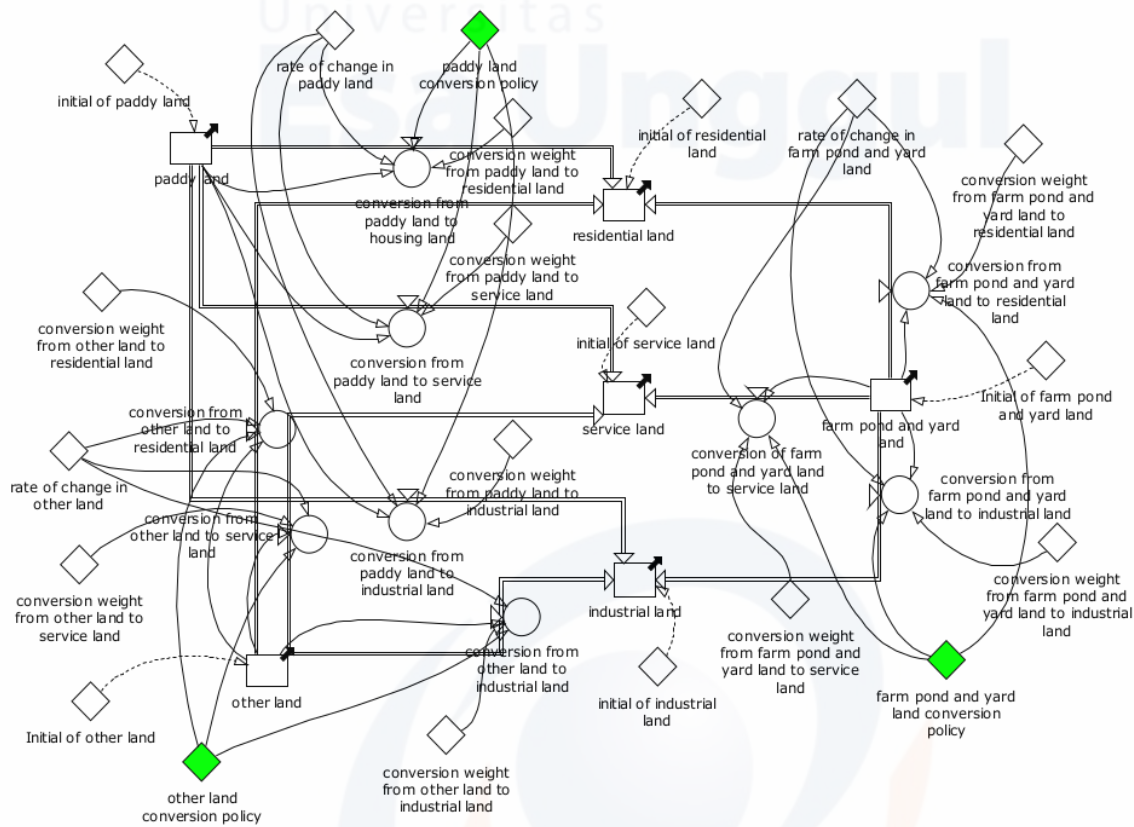 Universitas
Esa Unggul
rate of change in
paddy land
paddy land
conversion policy
initial of paddy land
paddy land
conversion weight
from paddy land to
residential land
conversion from
paddy land to
housing land
initial of residential
land
residential land
rate of change in
farm pond and yard
land
conversion weight
from farm pond and
yard land to
residential land
conversion from
farm pond and yard
land to residential
land
conversion weight
from paddy land to
service land
conversion from
paddy land to service
land
initial of service land
service land
conversion weight
from other land to
residential land
conversion from
other land to
residential land
rate of change in
other land
conversion from
other land to service
land
conversion weight
from other land to
service land
conversion weight
from paddy land to
industrial land
conversion from
paddy land to
industrial land
conversion of farm
pond and yard land
to service land
farm pond and yard
land
Initial of farm pond
and yard land
conversion from
farm pond and yard
land to industrial land
conversion weight
from farm pond and
yard land to industrial
land
industrial land
conversion from
other land to
industrial land
initial of industrial
land
conversion weight
from farm pond and
yard land to service
land
farm pond and yard
land conversion
policy
other land
Initial of other land
other land
conversion policy
conversion weight
from other land to
industrial land